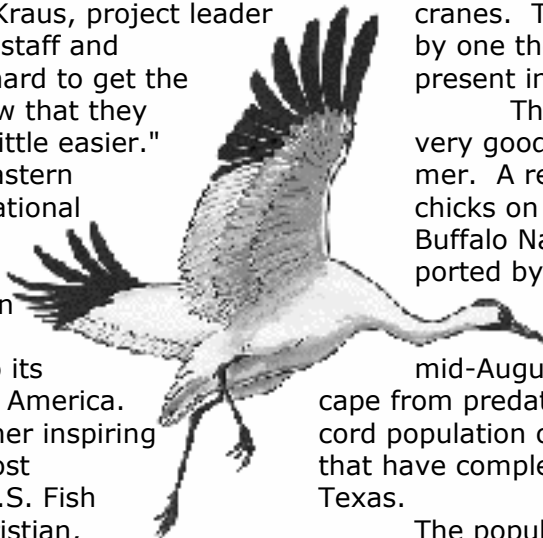 Kraus, project leader
staff and
hard to get the
that they
ittle easier."
astern
ational
n
its
America.
her inspiring
ost
.S. Fish
istian,
cranes. T
by one th
present in
Th
very good
mer. A re
chicks on
Buffalo Na
ported by
mid-Augu
cape from predat
cord population o
that have comple
Texas.
The popul